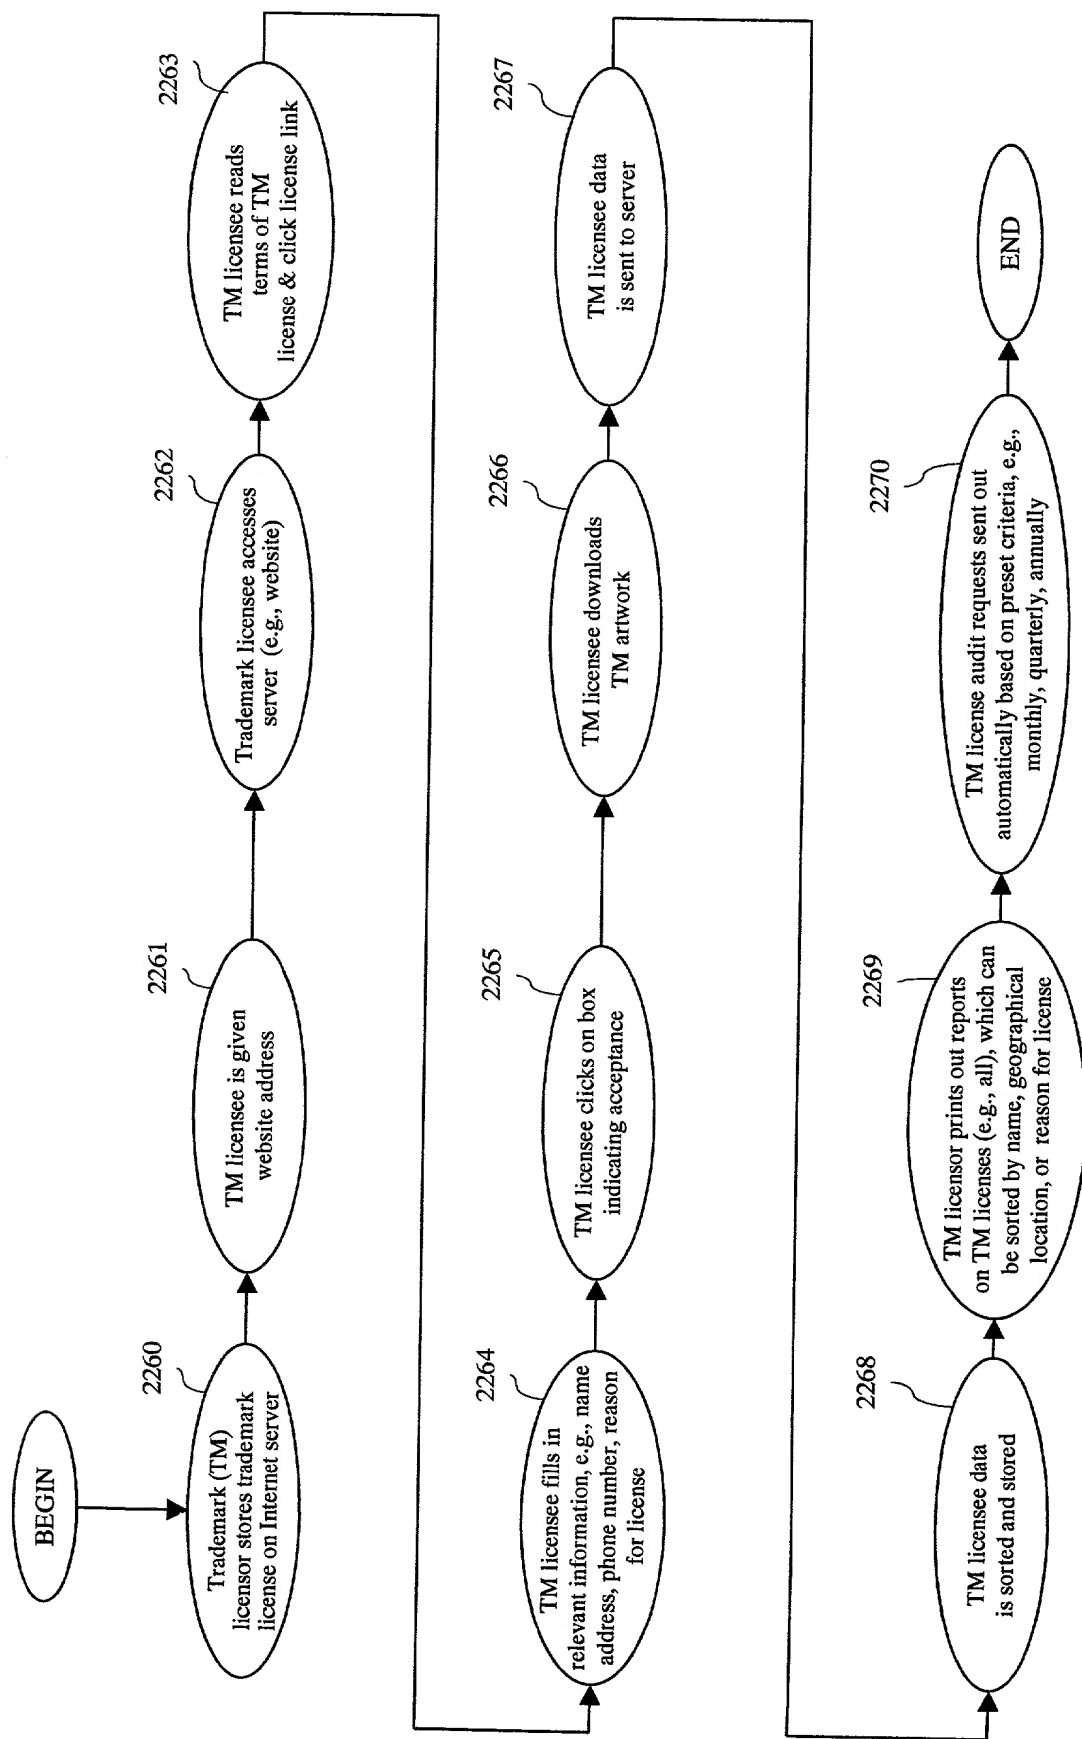 BEGIN
2260
Trademark (TM)
licensor stores trademark
license on Internet server
2261
TM licensee is given
website address
2262
Trademark licensee accesses
server (e.g., website)
2263
TM licensee reads
terms of TM
license & click license link
2264
TM licensee fills in
relevant information, e.g., name
address, phone number, reason
for license
2265
TM licensee clicks on box
indicating acceptance
2266
TM licensee downloads
TM artwork
2267
TM licensee data
is sent to server
2268
TM licensee data
is sorted and stored
2269
TM licensor prints out reports
on TM licenses (e.g., all), which can
be sorted by name, geographical
location, or reason for license
2270
TM license audit requests sent out
automatically based on preset criteria, e.g.,
monthly, quarterly, annually
END